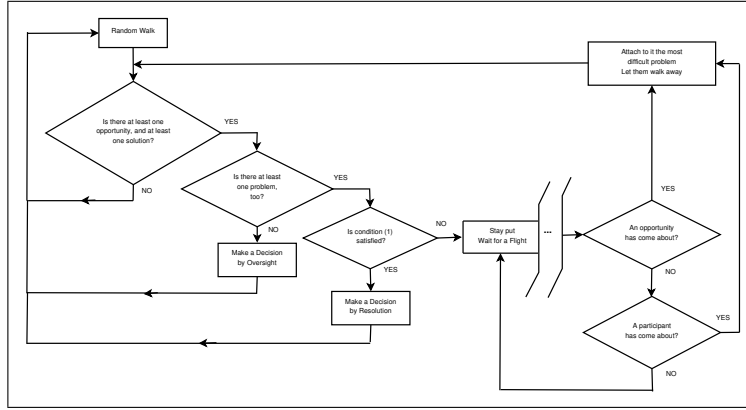 Random Walk
Attach to it the most
difficult problem
Let them walk away
Is there at least one
opportunity, and at least
one solution?
YES
NO
Is there at least
one problem,
too?
YES
NO
Is condition (1)
satisfied?
NO
YES
Make a Decision
by Oversight
Make a Decision
by Resolution
Stay put
Wait for a Flight
...
An opportunity
has come about?
YES
NO
A participant
has come about?
YES
NO